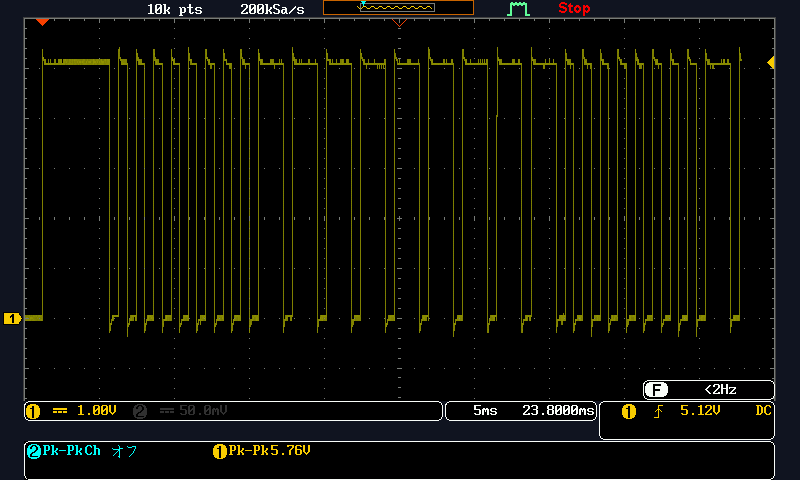 10k pts 200kSa/s Stop
1
F <2Hz
1 1.00V 2 50.0mV 5ms 23.8000ms 1 5.12V DC
2 Pk-PkCh オフ 1 Pk-Pk5.76V